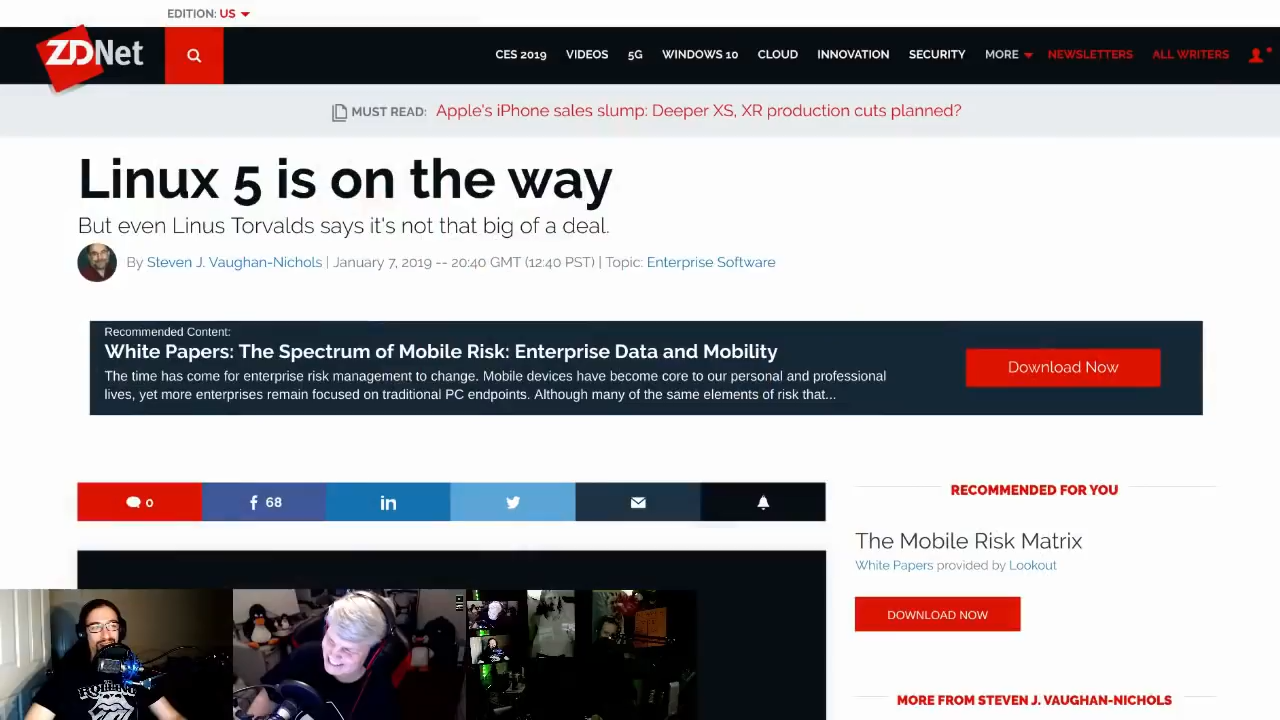 EDITION: US
ZDNet
CES 2019 VIDEOS 5G WINDOWS 10 CLOUD INNOVATION SECURITY MORE NEWSLETTERS ALL WRITERS
MUST READ: Apple's iPhone sales slump: Deeper XS, XR production cuts planned?
Linux 5 is on the way
But even Linus Torvalds says it's not that big of a deal.
By Steven J. Vaughan-Nichols | January 7, 2019 -- 20:40 GMT (12:40 PST) | Topic: Enterprise Software
Recommended Content:
White Papers: The Spectrum of Mobile Risk: Enterprise Data and Mobility
The time has come for enterprise risk management to change. Mobile devices have become core to our personal and professional
lives, yet more enterprises remain focused on traditional PC endpoints. Although many of the same elements of risk that...
Download Now
0
68
RECOMMENDED FOR YOU
The Mobile Risk Matrix
White Papers provided by Lookout
DOWNLOAD NOW
MORE FROM STEVEN J. VAUGHAN-NICHOLS